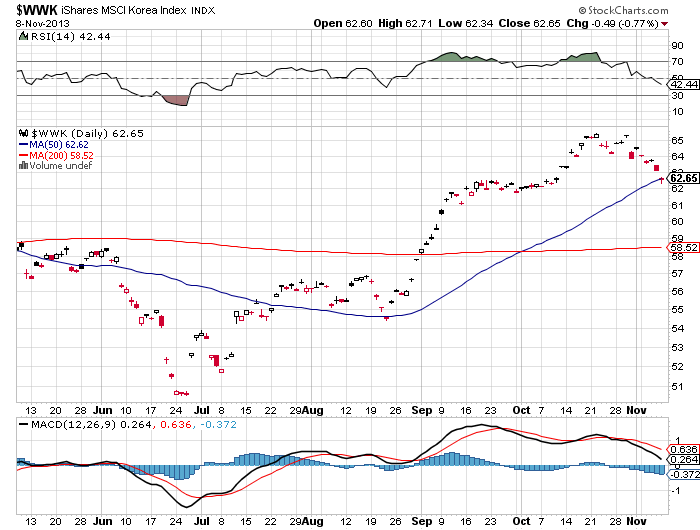 $WWK iShares MSCI Korea Index INDX © StockCharts.com
8-Nov-2013 Open 62.60 High 62.71 Low 62.34 Close 62.65 Chg -0.49 (-0.77%)
RSI(14) 42.44
90
70
50
42.44
30
10
$WWK (Daily) 62.65
MA(50) 62.62
MA(200) 58.52
Volume undef
65
64
63
62.65
62
61
60
59
58.52
58
57
56
55
54
53
52
51
13 20 28 Jun 10 17 24 Jul 8 15 22 29 Aug 12 19 26 Sep 9 16 23 Oct 7 14 21 28 Nov
MACD(12,26,9) 0.264, 0.636, -0.372
1
0.636
0.264
0
-0.372
-1
13 20 28 Jun 10 17 24 Jul 8 15 22 29 Aug 12 19 26 Sep 9 16 23 Oct 7 14 21 28 Nov